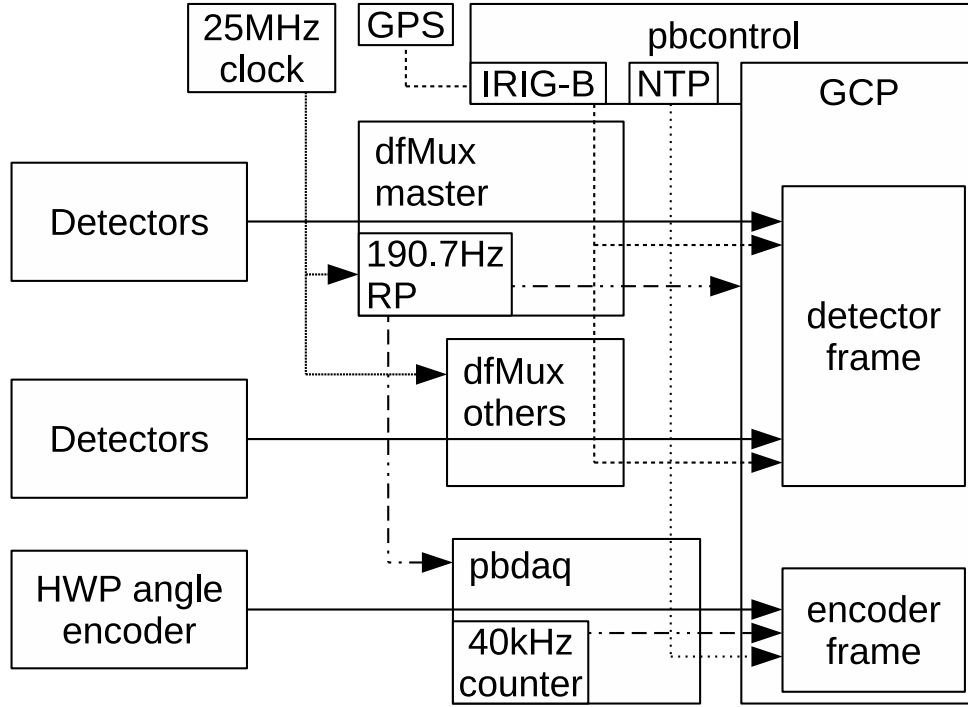 25MHz
clock
GPS
pbcontrol
IRIG-B
NTP
GCP
dfMux
master
Detectors
190.7Hz
RP
detector
frame
dfMux
others
Detectors
HWP angle
encoder
pbdaq
40kHz
counter
encoder
frame